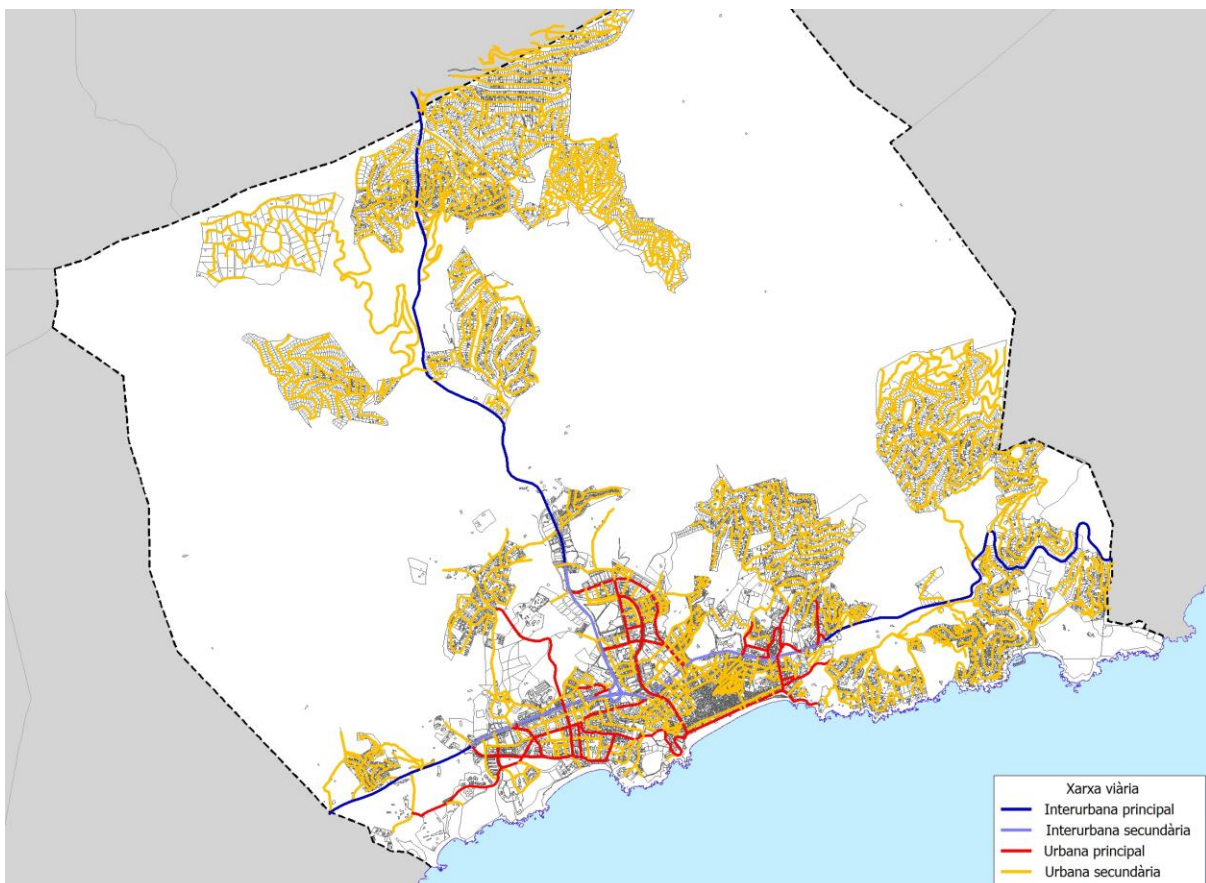 Xarxa viària
Interurbana principal
Interurbana secundària
Urbana principal
Urbana secundària